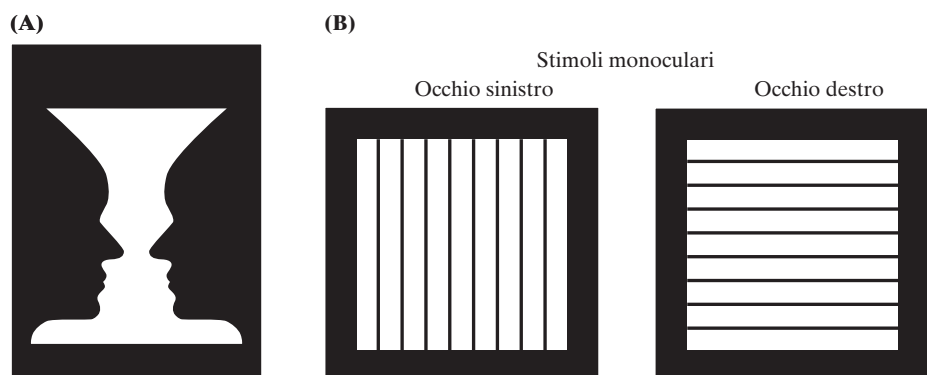 (A)
(B)
Stimoli monoculari
Occhio sinistro
Occhio destro